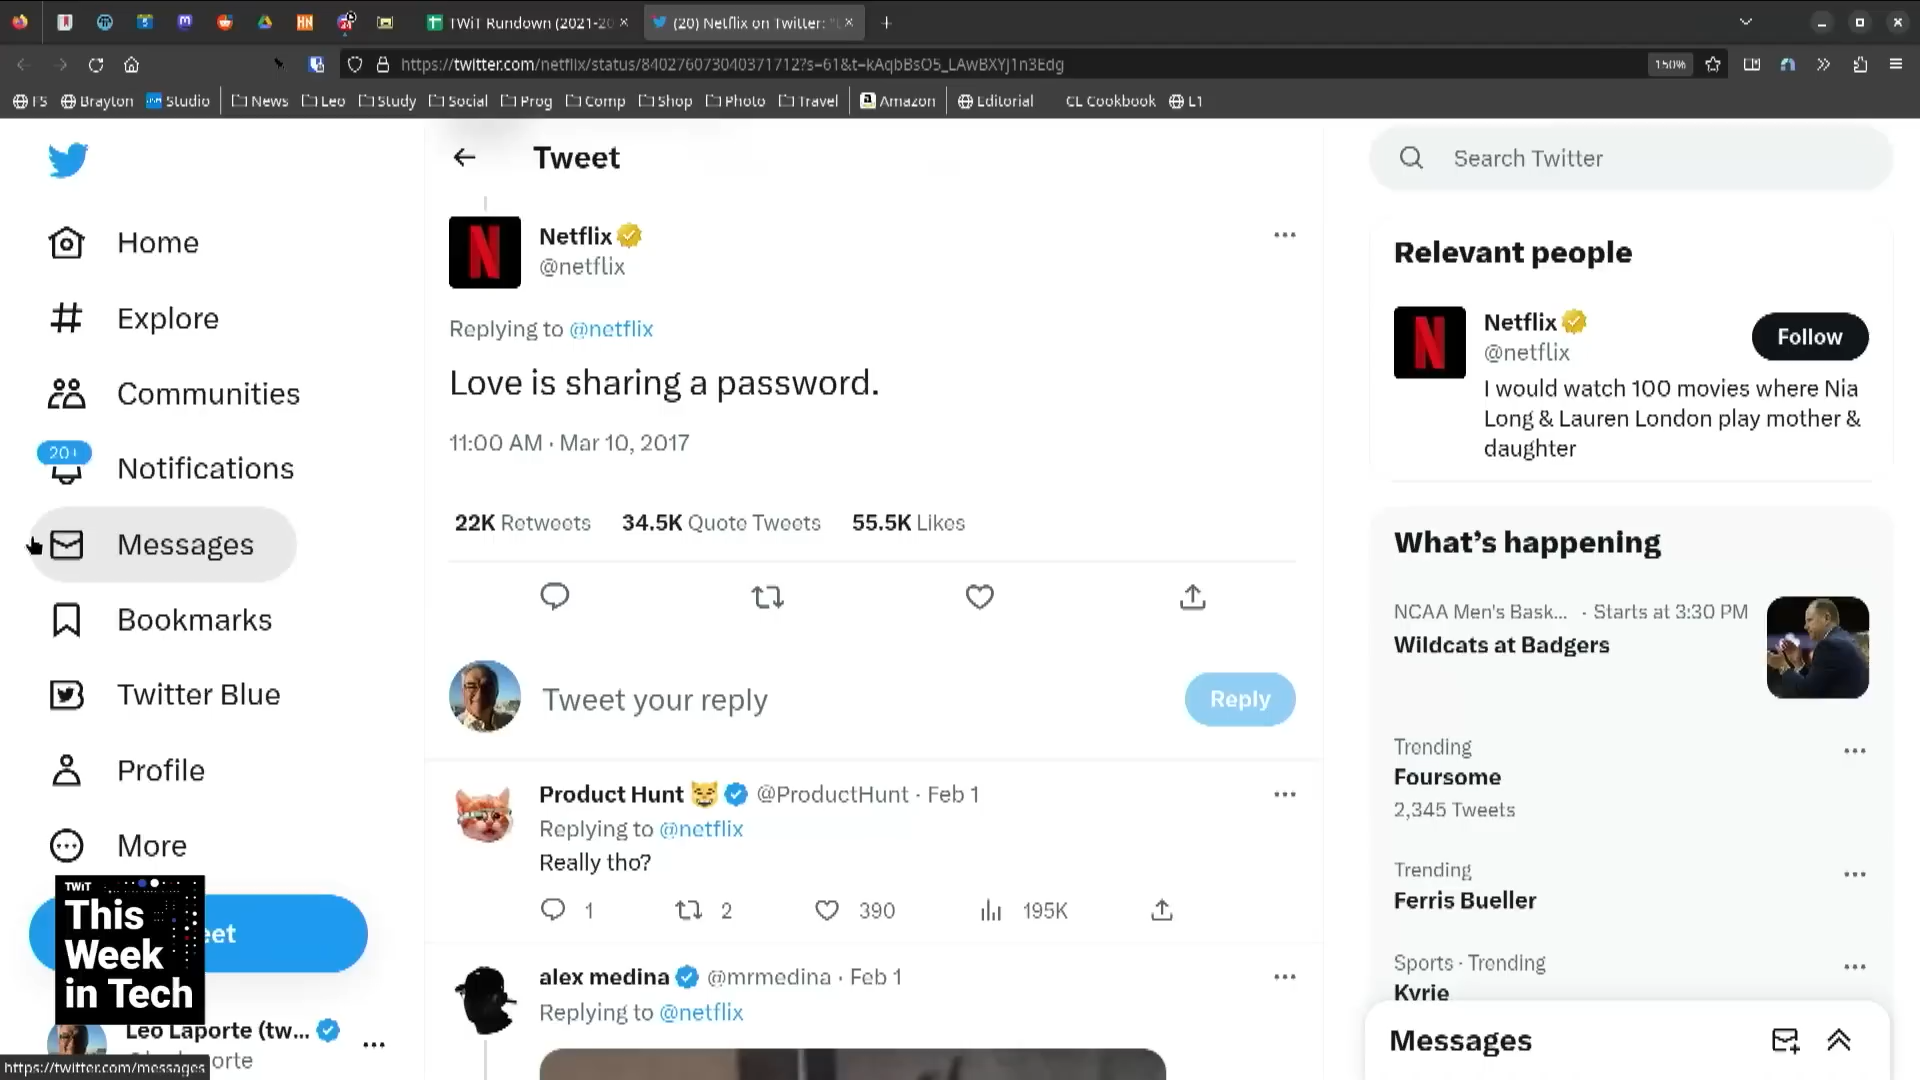 TWiT Rundown (2021-20
(20) Netflix on Twitter: "L
https://twitter.com/netflix/status/840276073040371712?s=61&t=kAqbBsO5_LAwBXYJ1n3Edg
150%
FS
Brayton
Studio
News
Leo
Study
Social
Prog
Comp
Shop
Photo
Travel
Amazon
Editorial
CL Cookbook
L1
Home
Explore
Communities
20+
Notifications
Messages
Bookmarks
Twitter Blue
Profile
More
eet
TWiT
This
Week
in Tech
Leo Laporte (tw...
orte
https://twitter.com/messages
Tweet
Netflix
@netflix
Replying to @netflix
Love is sharing a password.
11:00 AM · Mar 10, 2017
22K Retweets 34.5K Quote Tweets 55.5K Likes
Tweet your reply
Reply
Product Hunt @ProductHunt · Feb 1
Replying to @netflix
Really tho?
1 2 390 195K
alex medina @mrmedina · Feb 1
Replying to @netflix
Search Twitter
Relevant people
Netflix
@netflix
Follow
I would watch 100 movies where Nia
Long & Lauren London play mother &
daughter
What's happening
NCAA Men's Bask... · Starts at 3:30 PM
Wildcats at Badgers
Trending
Foursome
2,345 Tweets
Trending
Ferris Bueller
Sports · Trending
Kyrie
Messages